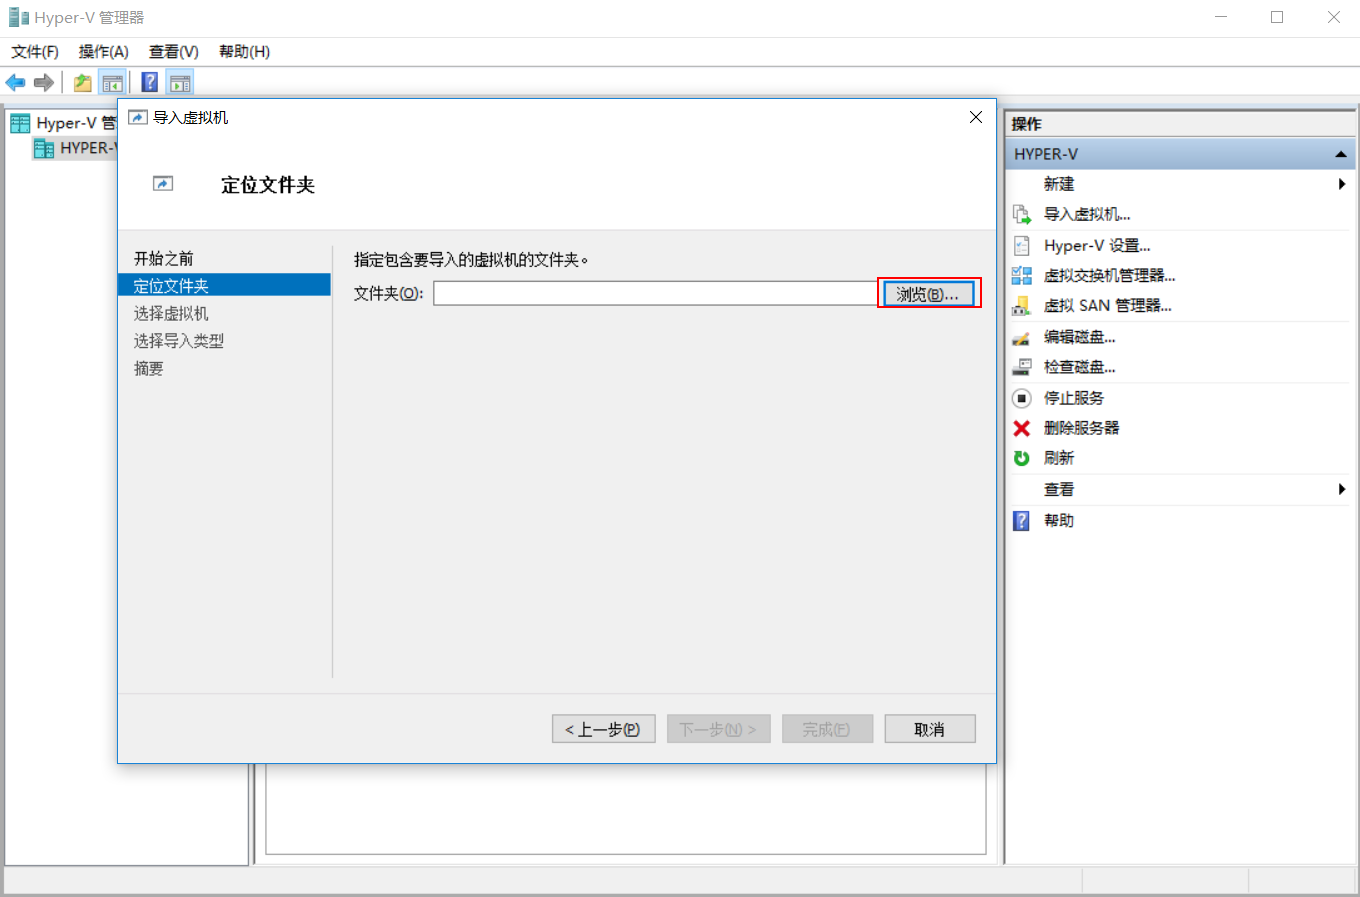 Hyper-V 管理器
文件(F) 操作(A) 查看(V) 帮助(H)
Hyper-V 管
HYPER-V
导入虚拟机
定位文件夹
开始之前
定位文件夹
选择虚拟机
选择导入类型
摘要
指定包含要导入的虚拟机的文件夹。
文件夹(O):
浏览(B)...
< 上一步(P)
下一步(N) >
完成(F)
取消
操作
HYPER-V
新建
导入虚拟机...
Hyper-V 设置...
虚拟交换机管理器...
虚拟 SAN 管理器...
编辑磁盘...
检查磁盘...
停止服务
删除服务器
刷新
查看
帮助